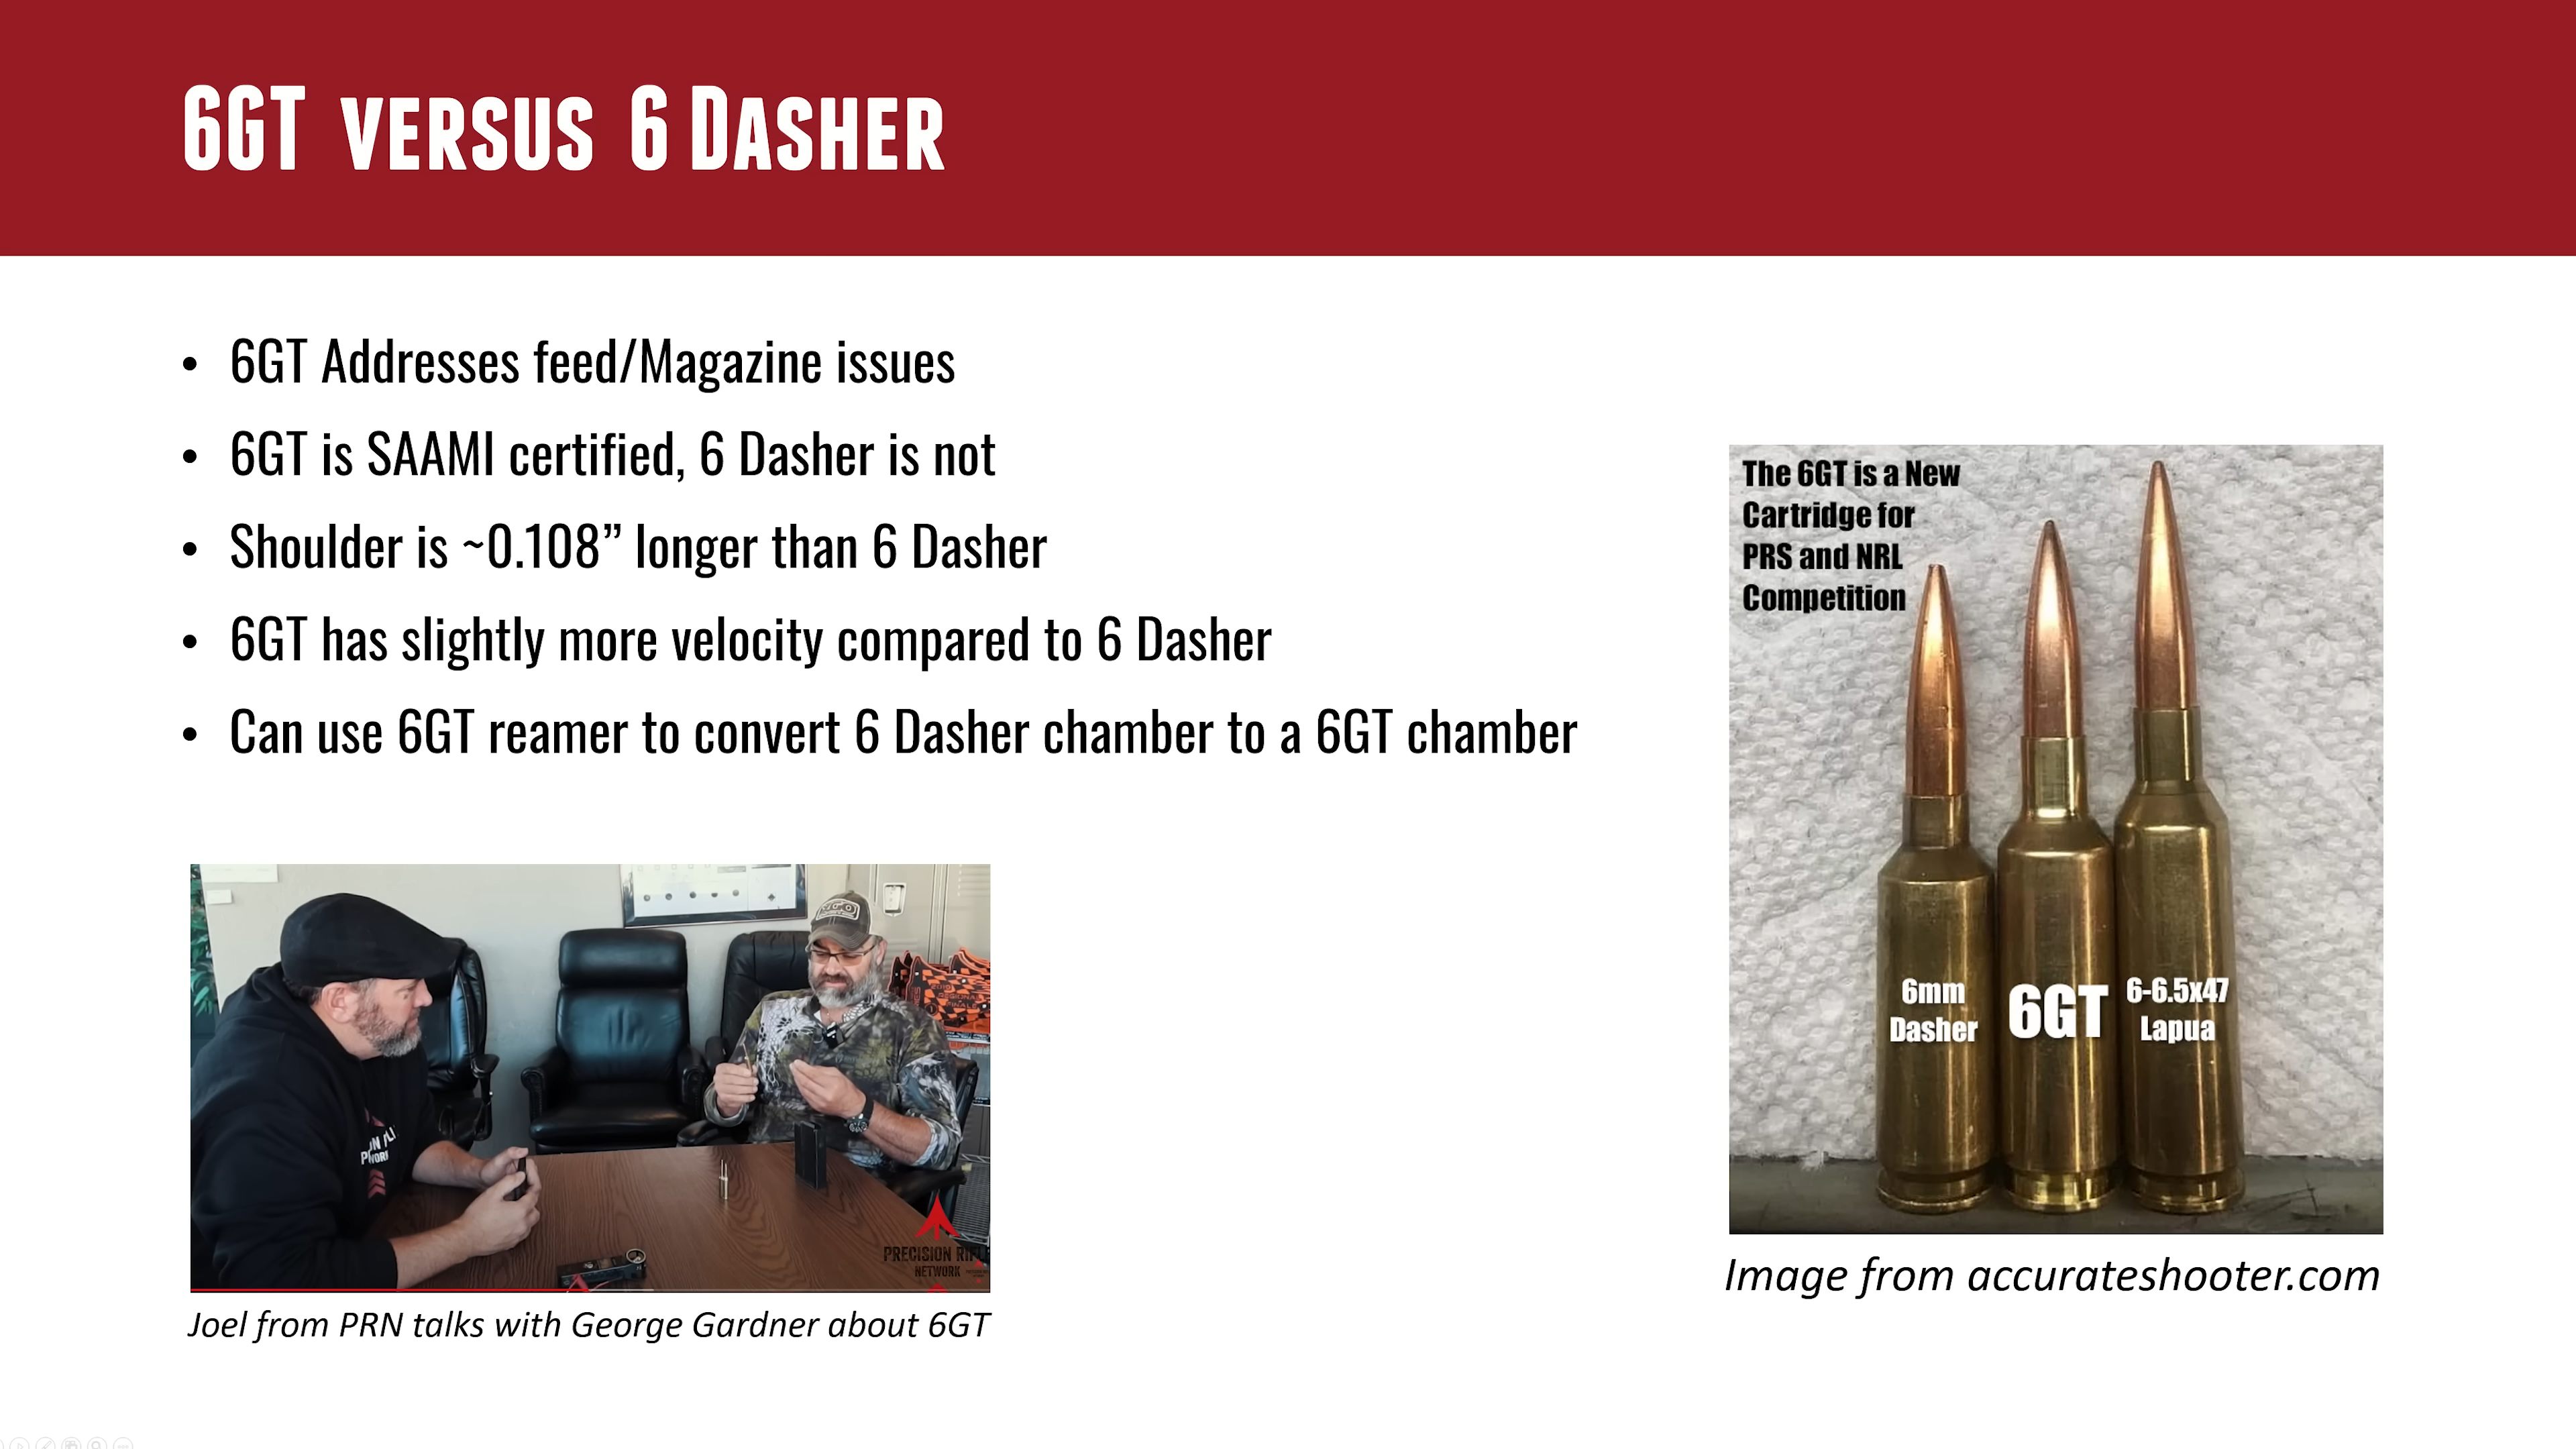 6GT versus 6 Dasher
• 6GT Addresses feed/Magazine issues
• 6GT is SAAMI certified, 6 Dasher is not
• Shoulder is ~0.108” longer than 6 Dasher
• 6GT has slightly more velocity compared to 6 Dasher
• Can use 6GT reamer to convert 6 Dasher chamber to a 6GT chamber
The 6GT is a New
Cartridge for
PRS and NRL
Competition
6mm
Dasher
6GT
6-6.5x47
Lapua
Image from accurateshooter.com
PRECISION RIFLE
NETWORK
Joel from PRN talks with George Gardner about 6GT